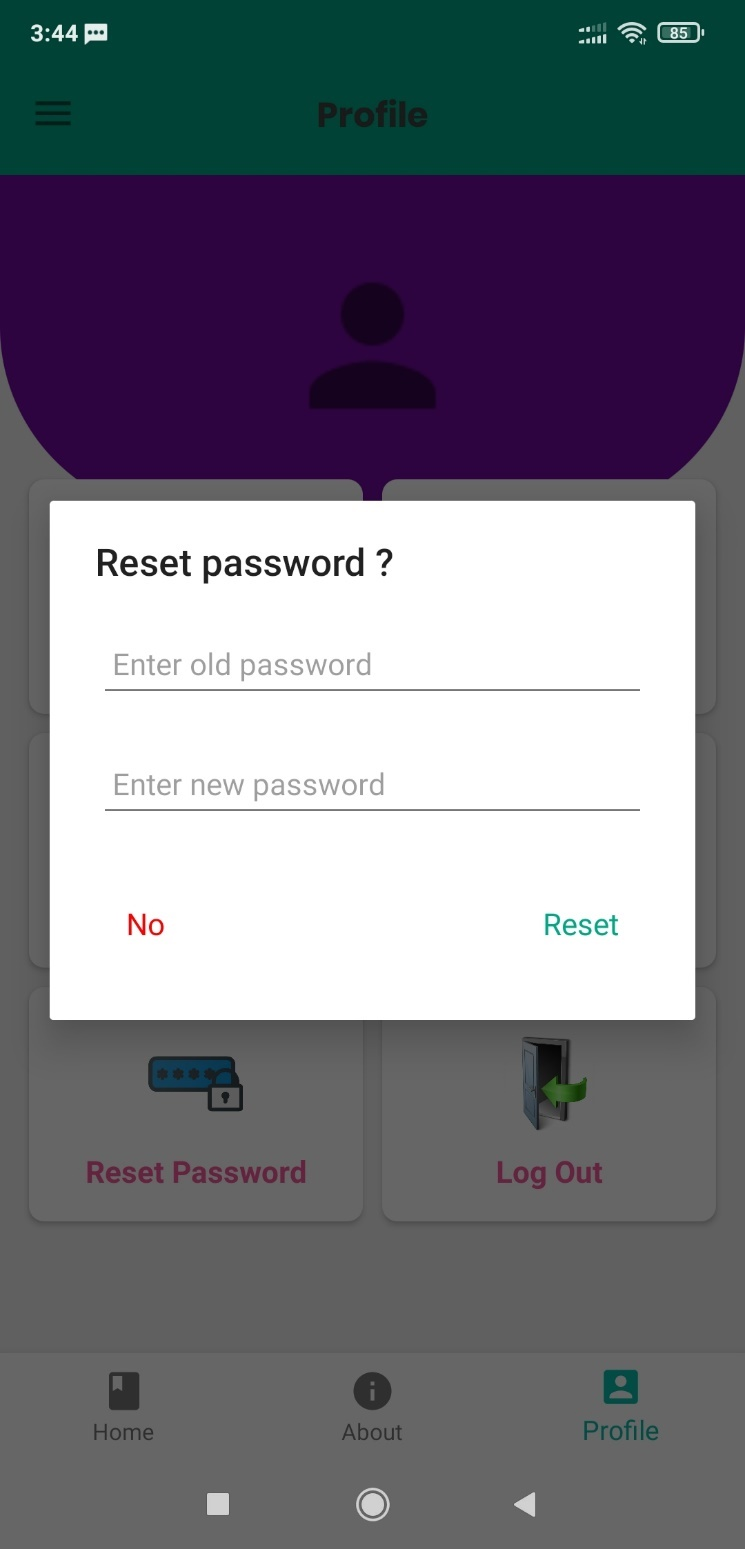 3:44
85
Profile
Reset password ?
Enter old password
Enter new password
No
Reset
Reset Password
Log Out
Home
About
Profile